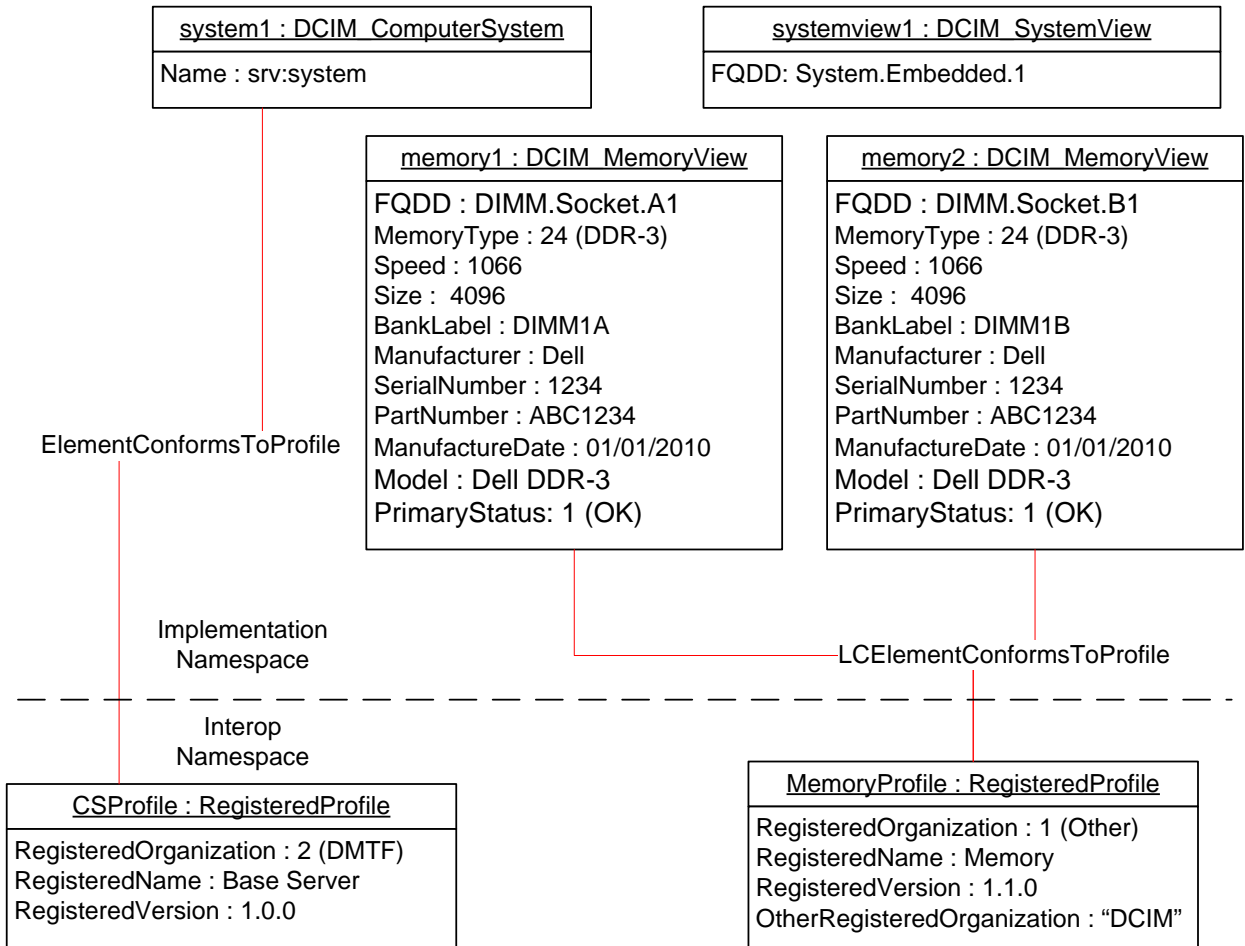 system1 : DCIM_ComputerSystem
Name : srv:system
systemview1 : DCIM_SystemView
FQDD: System.Embedded.1
memory1 : DCIM_MemoryView
FQDD : DIMM.Socket.A1
MemoryType : 24 (DDR-3)
Speed : 1066
Size :  4096
BankLabel : DIMM1A
Manufacturer : Dell
SerialNumber : 1234
PartNumber : ABC1234
ManufactureDate : 01/01/2010
Model : Dell DDR-3
PrimaryStatus: 1 (OK)
memory2 : DCIM_MemoryView
FQDD : DIMM.Socket.B1
MemoryType : 24 (DDR-3)
Speed : 1066
Size :  4096
BankLabel : DIMM1B
Manufacturer : Dell
SerialNumber : 1234
PartNumber : ABC1234
ManufactureDate : 01/01/2010
Model : Dell DDR-3
PrimaryStatus: 1 (OK)
ElementConformsToProfile
Implementation
Namespace
LCElementConformsToProfile
Interop
Namespace
CSProfile : RegisteredProfile
RegisteredOrganization : 2 (DMTF)
RegisteredName : Base Server
RegisteredVersion : 1.0.0
MemoryProfile : RegisteredProfile
RegisteredOrganization : 1 (Other)
RegisteredName : Memory
RegisteredVersion : 1.1.0
OtherRegisteredOrganization : “DCIM”